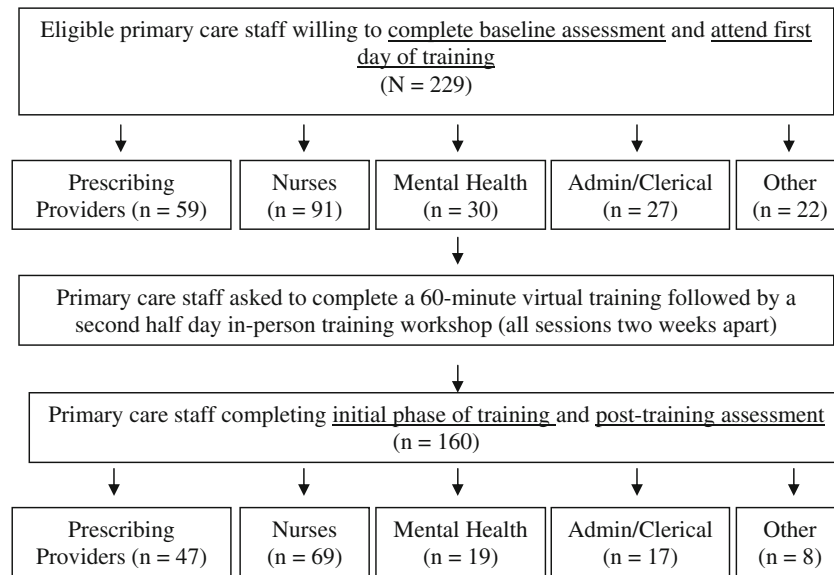 Eligible primary care staff willing to complete baseline assessment and attend first
day of training
(N = 229)
Prescribing
Providers (n = 59)
Nurses
(n = 91)
Mental Health
(n = 30)
Admin/Clerical
(n = 27)
Other
(n = 22)
Primary care staff asked to complete a 60-minute virtual training followed by a
second half day in-person training workshop (all sessions two weeks apart)
Primary care staff completing initial phase of training and post-training assessment
(n = 160)
Prescribing
Providers (n = 47)
Nurses
(n = 69)
Mental Health
(n = 19)
Admin/Clerical
(n = 17)
Other
(n = 8)